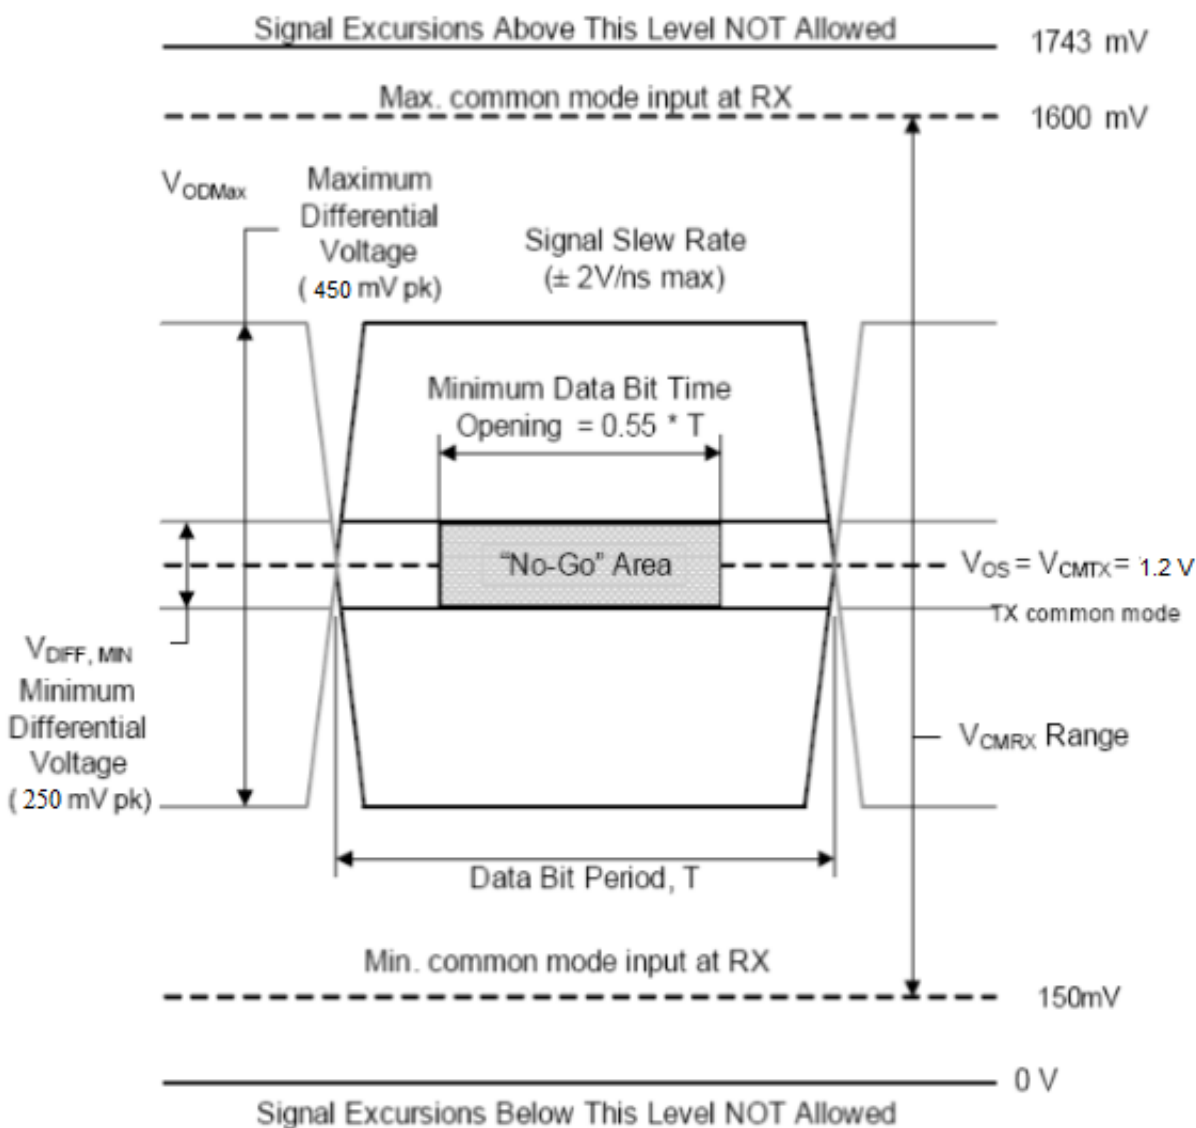 Signal Excursions Above This Level NOT Allowed
1743 mV
Max. common mode input at RX
1600 mV
VODMax
Maximum
Differential
Voltage
( 450 mV pk)
Signal Slew Rate
(± 2V/ns max)
Minimum Data Bit Time
Opening = 0.55 * T
"No-Go" Area
VOS = VCMTX = 1.2 V
TX common mode
VDIFF, MIN
Minimum
Differential
Voltage
( 250 mV pk)
VCMRX Range
Data Bit Period, T
Min. common mode input at RX
150mV
0 V
Signal Excursions Below This Level NOT Allowed